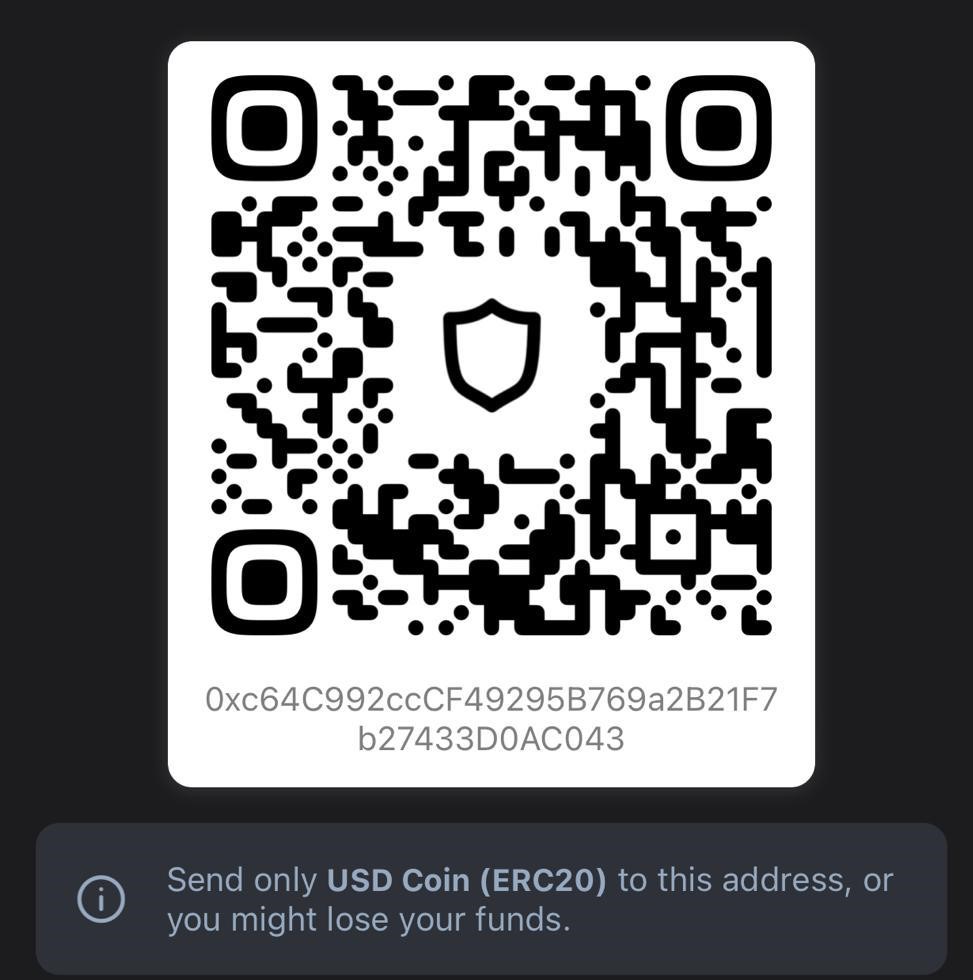 0xc64C992ccCF49295B769a2B21F7
b27433D0AC043
Send only USD Coin (ERC20) to this address, or
you might lose your funds.